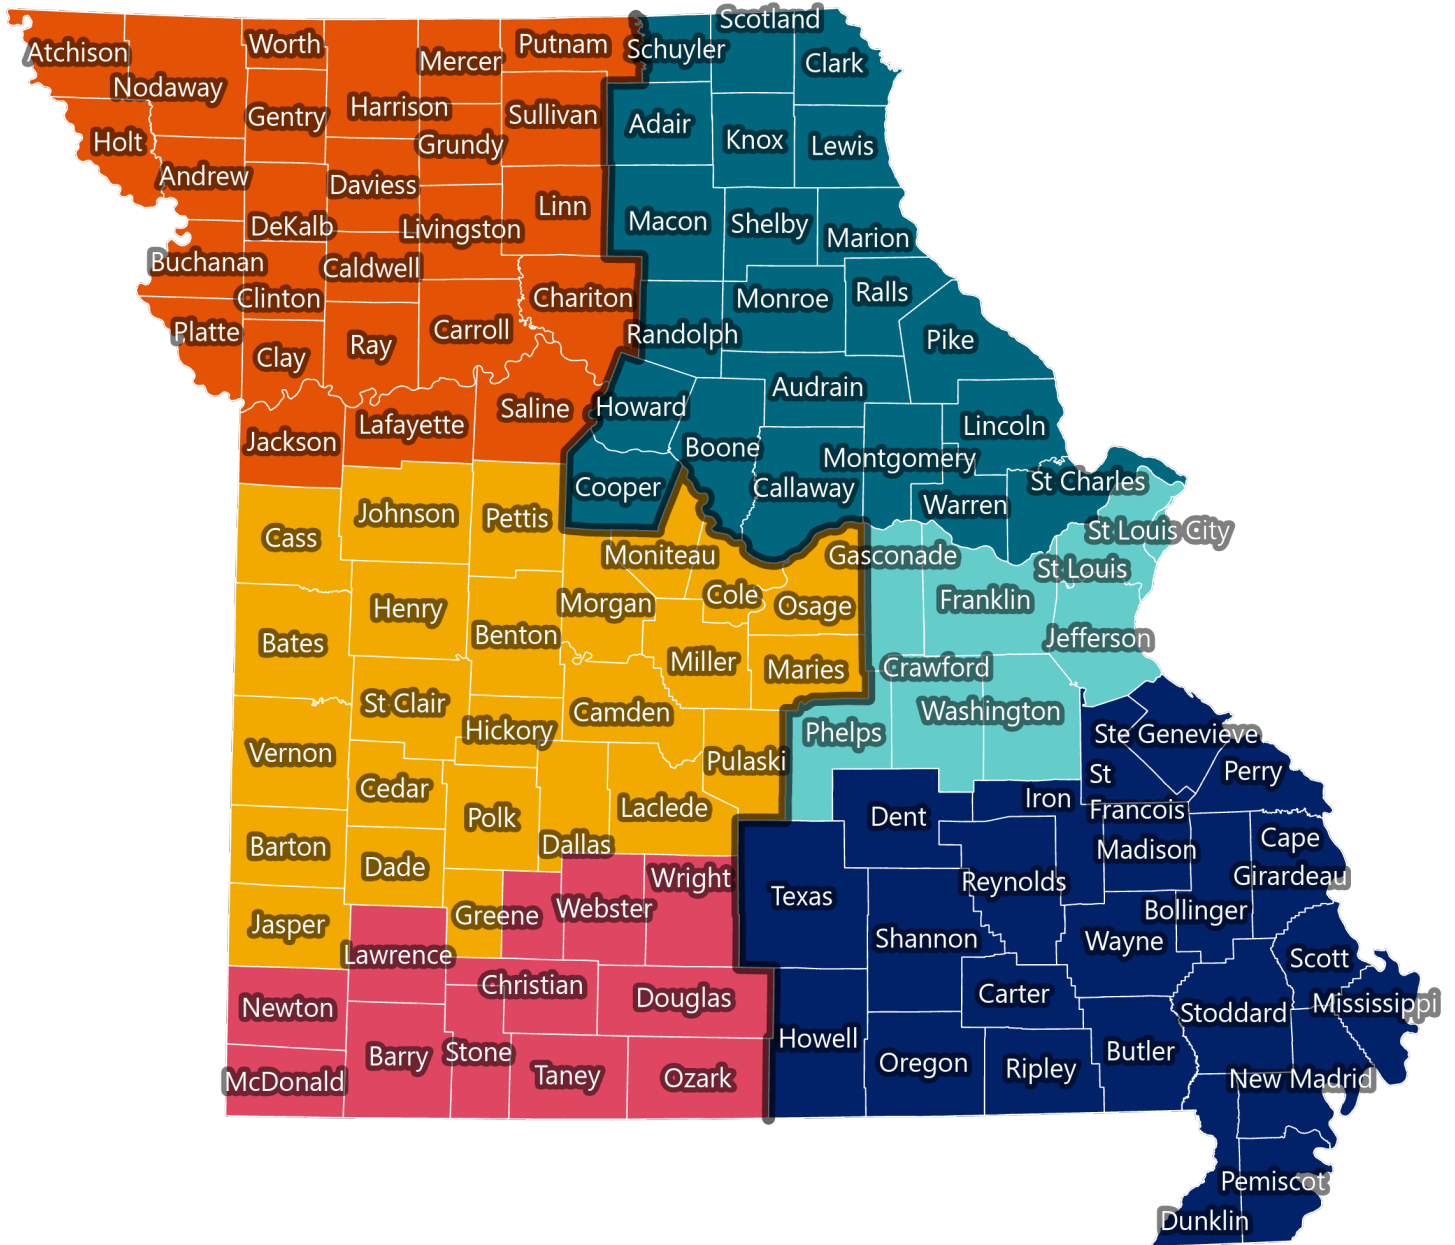 Scotland
Atchison
Worth
Putnam
Schuyler
Mercer
Clark
Nodaway
Harrison
Gentry
Sullivan
Adair
Holt
Grundy
Knox
Lewis
Andrew
Daviess
Linn
DeKalb
Livingston
Macon
Shelby
Marion
Buchanan
Caldwell
Clinton
Chariton
Monroe
Ralls
Platte
Clay
Ray
Carroll
Randolph
Pike
Audrain
Jackson
Lafayette
Saline
Howard
Lincoln
Boone
Montgomery
Cooper
Callaway
St Charles
Warren
Cass
Johnson
Pettis
St Louis City
Moniteau
Gasconade
St Louis
Henry
Morgan
Cole
Osage
Franklin
Bates
Benton
Miller
Maries
Crawford
Jefferson
St Clair
Hickory
Camden
Phelps
Washington
Vernon
Pulaski
Ste Genevieve
St
Francois
Perry
Cedar
Polk
Laclede
Dent
Iron
Barton
Dade
Dallas
Madison
Cape
Girardeau
Wright
Texas
Reynolds
Jasper
Greene
Webster
Shannon
Wayne
Bollinger
Lawrence
Scott
Newton
Christian
Douglas
Carter
Stoddard
Mississippi
McDonald
Barry
Stone
Taney
Ozark
Howell
Oregon
Ripley
Butler
New Madrid
Pemiscot
Dunklin